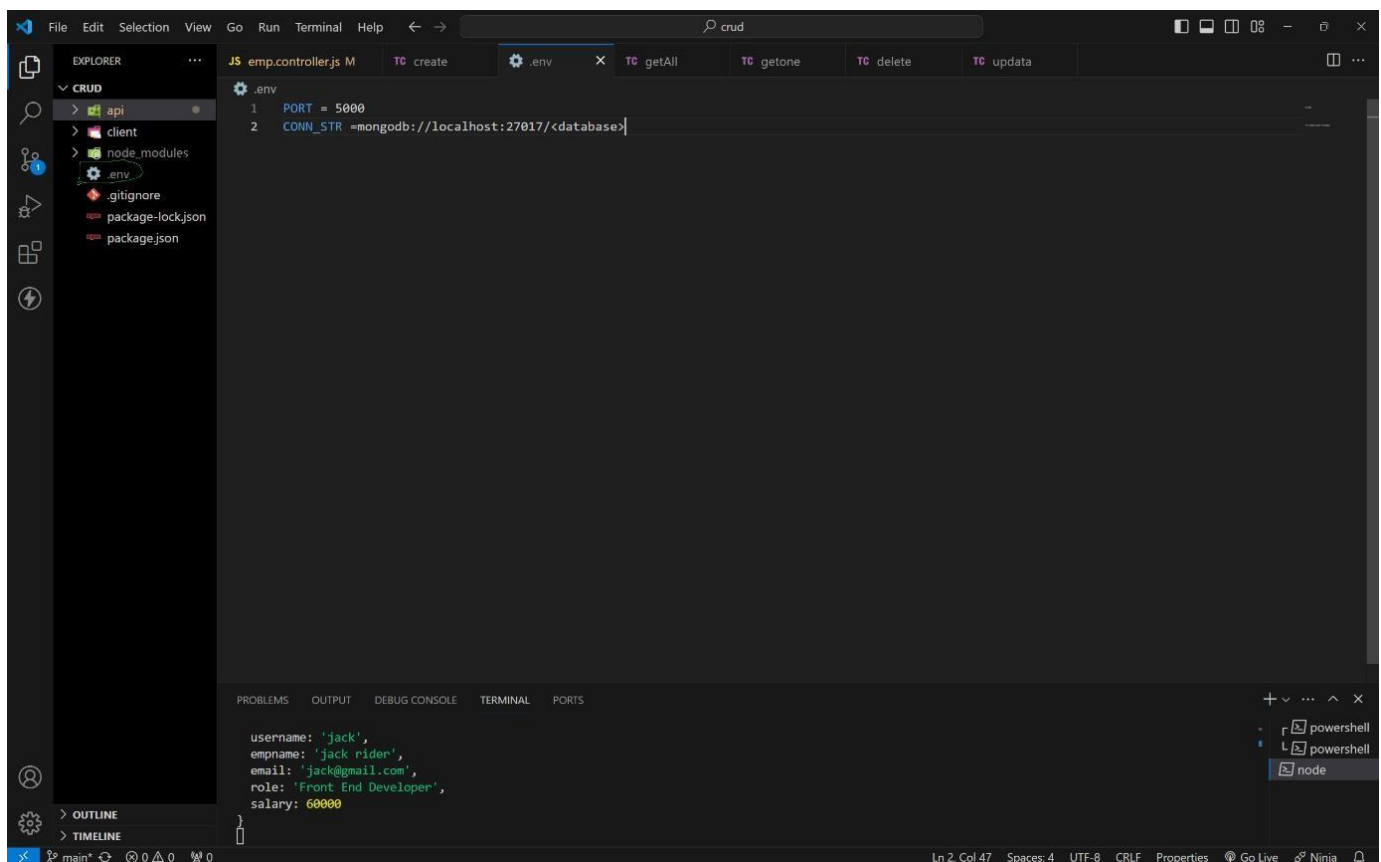 File Edit Selection View Go Run Terminal Help
crud
EXPLORER
JS emp.controller.js M
TC create
.env
TC getAll
TC getone
TC delete
TC updata
CRUD
api
client
node_modules
.env
.gitignore
package-lock.json
package.json
.env
1 PORT = 5000
2 CONN_STR =mongodb://localhost:27017/<database>
PROBLEMS OUTPUT DEBUG CONSOLE TERMINAL PORTS
username: 'jack',
empname: 'jack rider',
email: 'jack@gmail.com',
role: 'Front End Developer',
salary: 60000
}
powershell
powershell
node
OUTLINE
TIMELINE
main* 0 0 0 Ln 2, Col 47 Spaces: 4 UTF-8 CRLF Properties Go Live Ninja